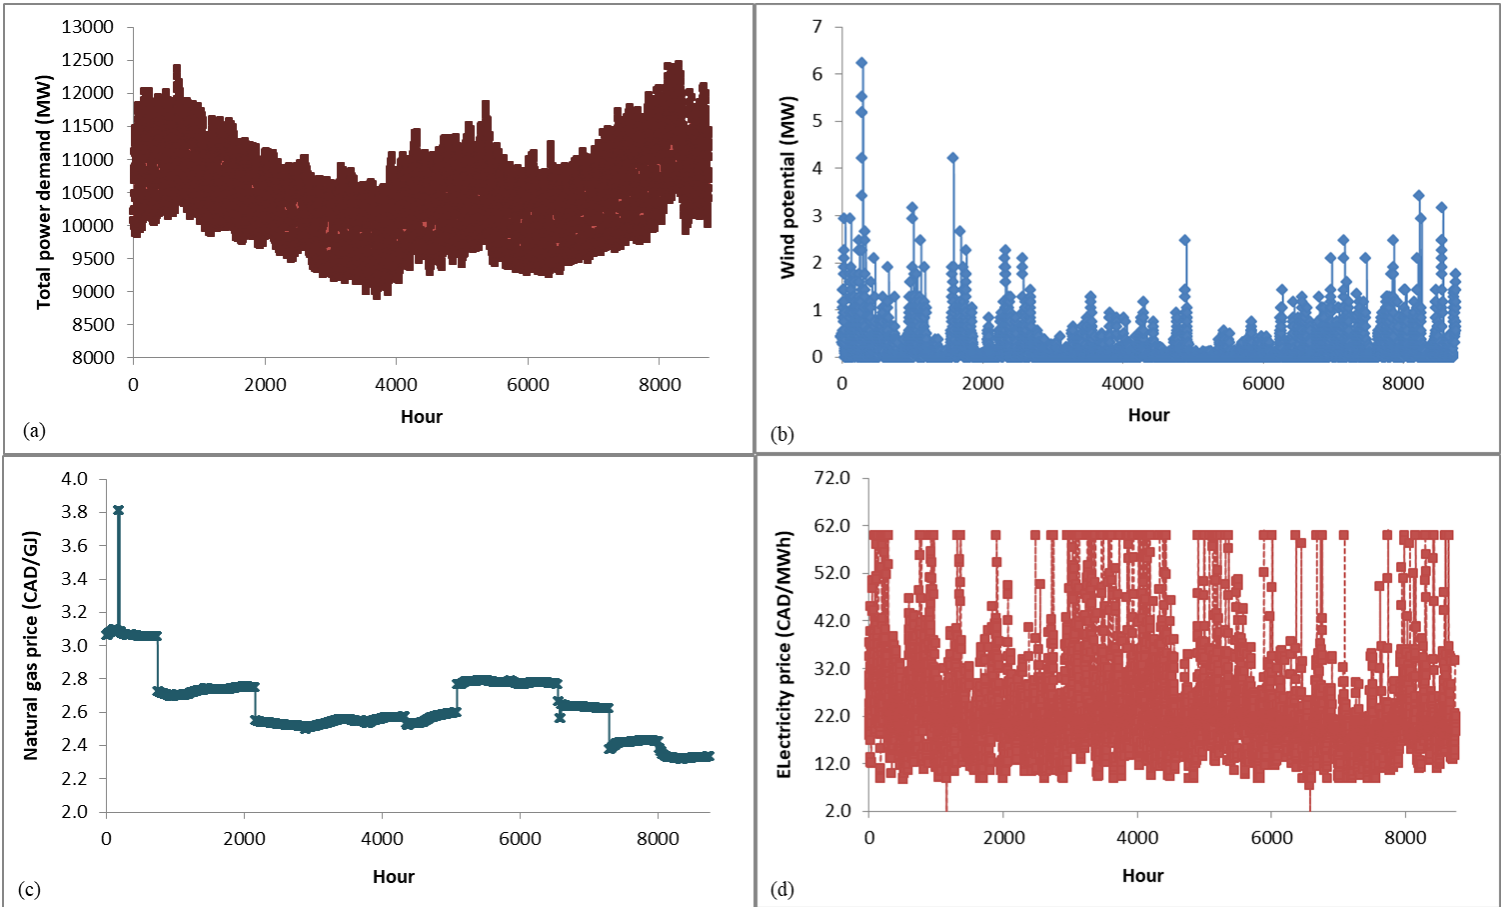 13000
12500
12000
11500
11000
10500
10000
9500
9000
8500
8000
Total power demand (MW)
0 2000 4000 6000 8000
Hour
(a)
7
6
5
4
3
2
1
0
Wind potential (MW)
0 2000 4000 6000 8000
Hour
(b)
4.0
3.8
3.6
3.4
3.2
3.0
2.8
2.6
2.4
2.2
2.0
Natural gas price (CAD/GJ)
0 2000 4000 6000 8000
Hour
(c)
72.0
62.0
52.0
42.0
32.0
22.0
12.0
2.0
ELectricity price (CAD/MWh)
0 2000 4000 6000 8000
Hour
(d)